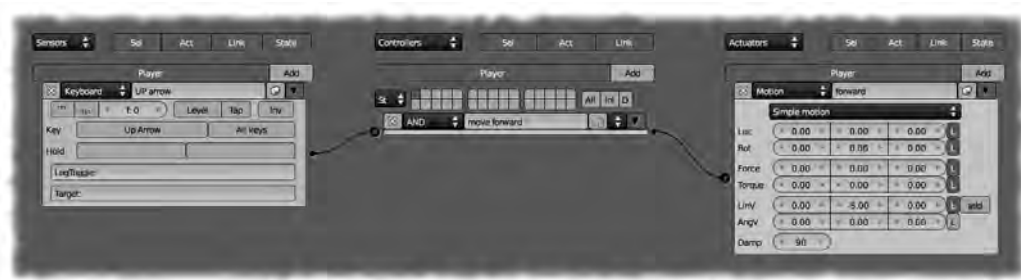 Sensors Sel Act Link State
Player Add
Keyboard UP arrow
f: 0 Level Tap Inv
Key Up Arrow All keys
Hold
LogToggle:
Target:
Controllers Sel Act Link
Player Add
St All Ini D
AND move forward
Actuators Sel Act Link State
Player Add
Motion forward
Simple motion
Loc 0.00 0.00 0.00 L
Rot 0.00 0.00 0.00 L
Force 0.00 0.00 0.00 L
Torque 0.00 0.00 0.00 L
LinV 0.00 -5.00 0.00 L add
AngV 0.00 0.00 0.00 L
Damp 90